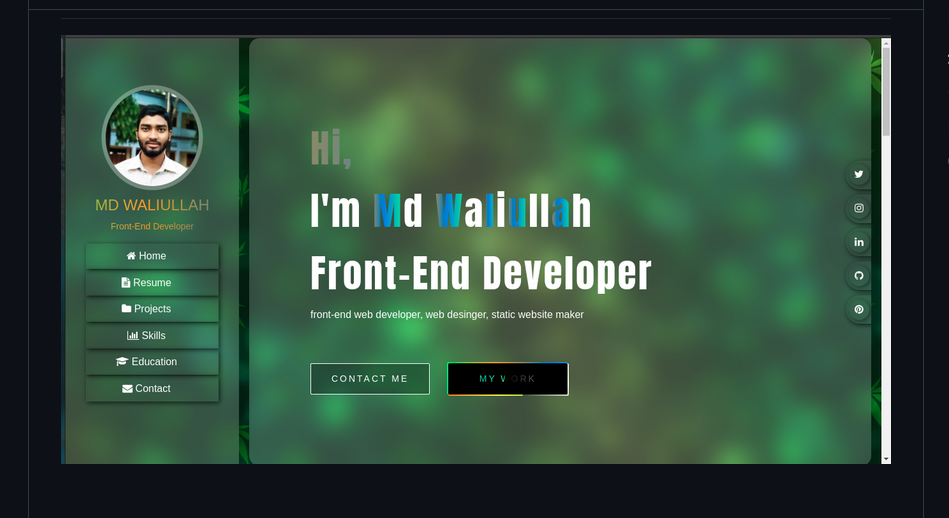 MD WALIULLAH
Front-End Developer
Home
Resume
Projects
Skills
Education
Contact
Hi,
I'm Md Waliullah
Front-End Developer
front-end web developer, web desinger, static website maker
CONTACT ME
MY WORK